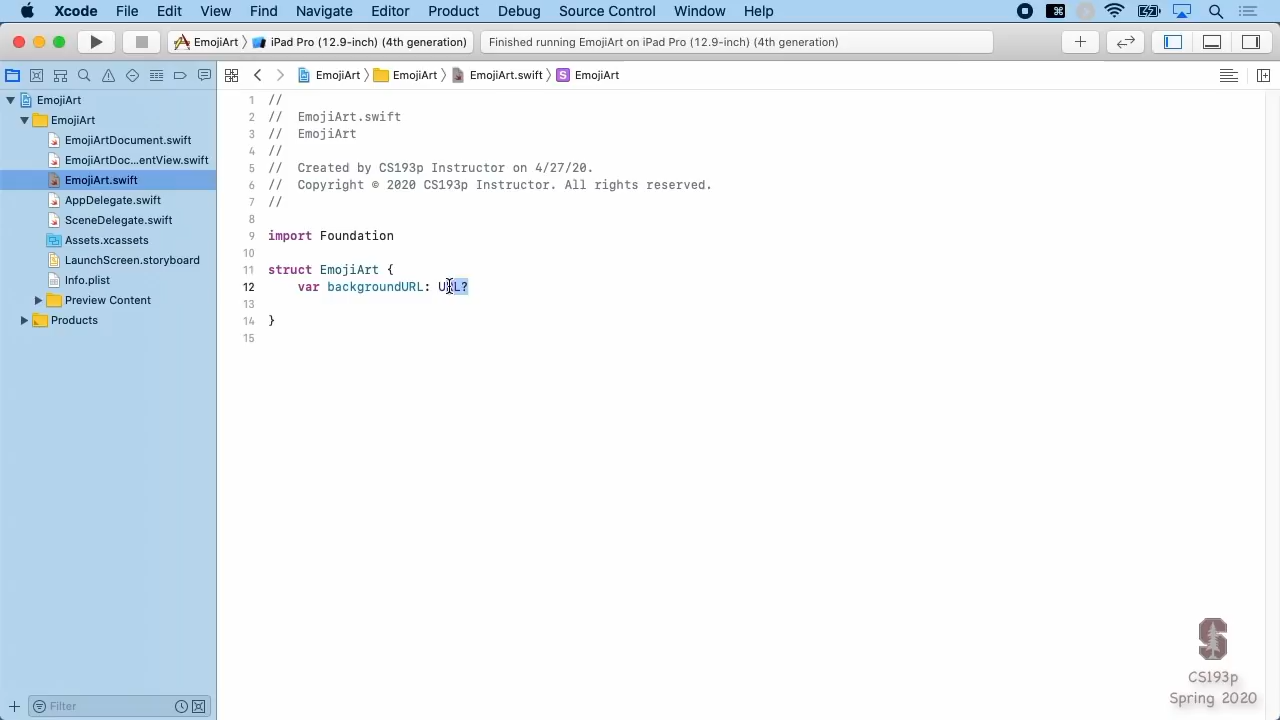 Xcode File Edit View Find Navigate Editor Product Debug Source Control Window Help
EmojiArt iPad Pro (12.9-inch) (4th generation) Finished running EmojiArt on iPad Pro (12.9-inch) (4th generation)
EmojiArt EmojiArt EmojiArt.swift S EmojiArt
EmojiArt
EmojiArt
EmojiArtDocument.swift
EmojiArtDoc...entView.swift
EmojiArt.swift
AppDelegate.swift
SceneDelegate.swift
Assets.xcassets
LaunchScreen.storyboard
Info.plist
Preview Content
Products
Filter
1 //
2 //  EmojiArt.swift
3 //  EmojiArt
4 //
5 //  Created by CS193p Instructor on 4/27/20.
6 //  Copyright © 2020 CS193p Instructor. All rights reserved.
7 //
8
9 import Foundation
10
11 struct EmojiArt {
12     var backgroundURL: URL?
13
14 }
15
S
CS193p
Spring 2020